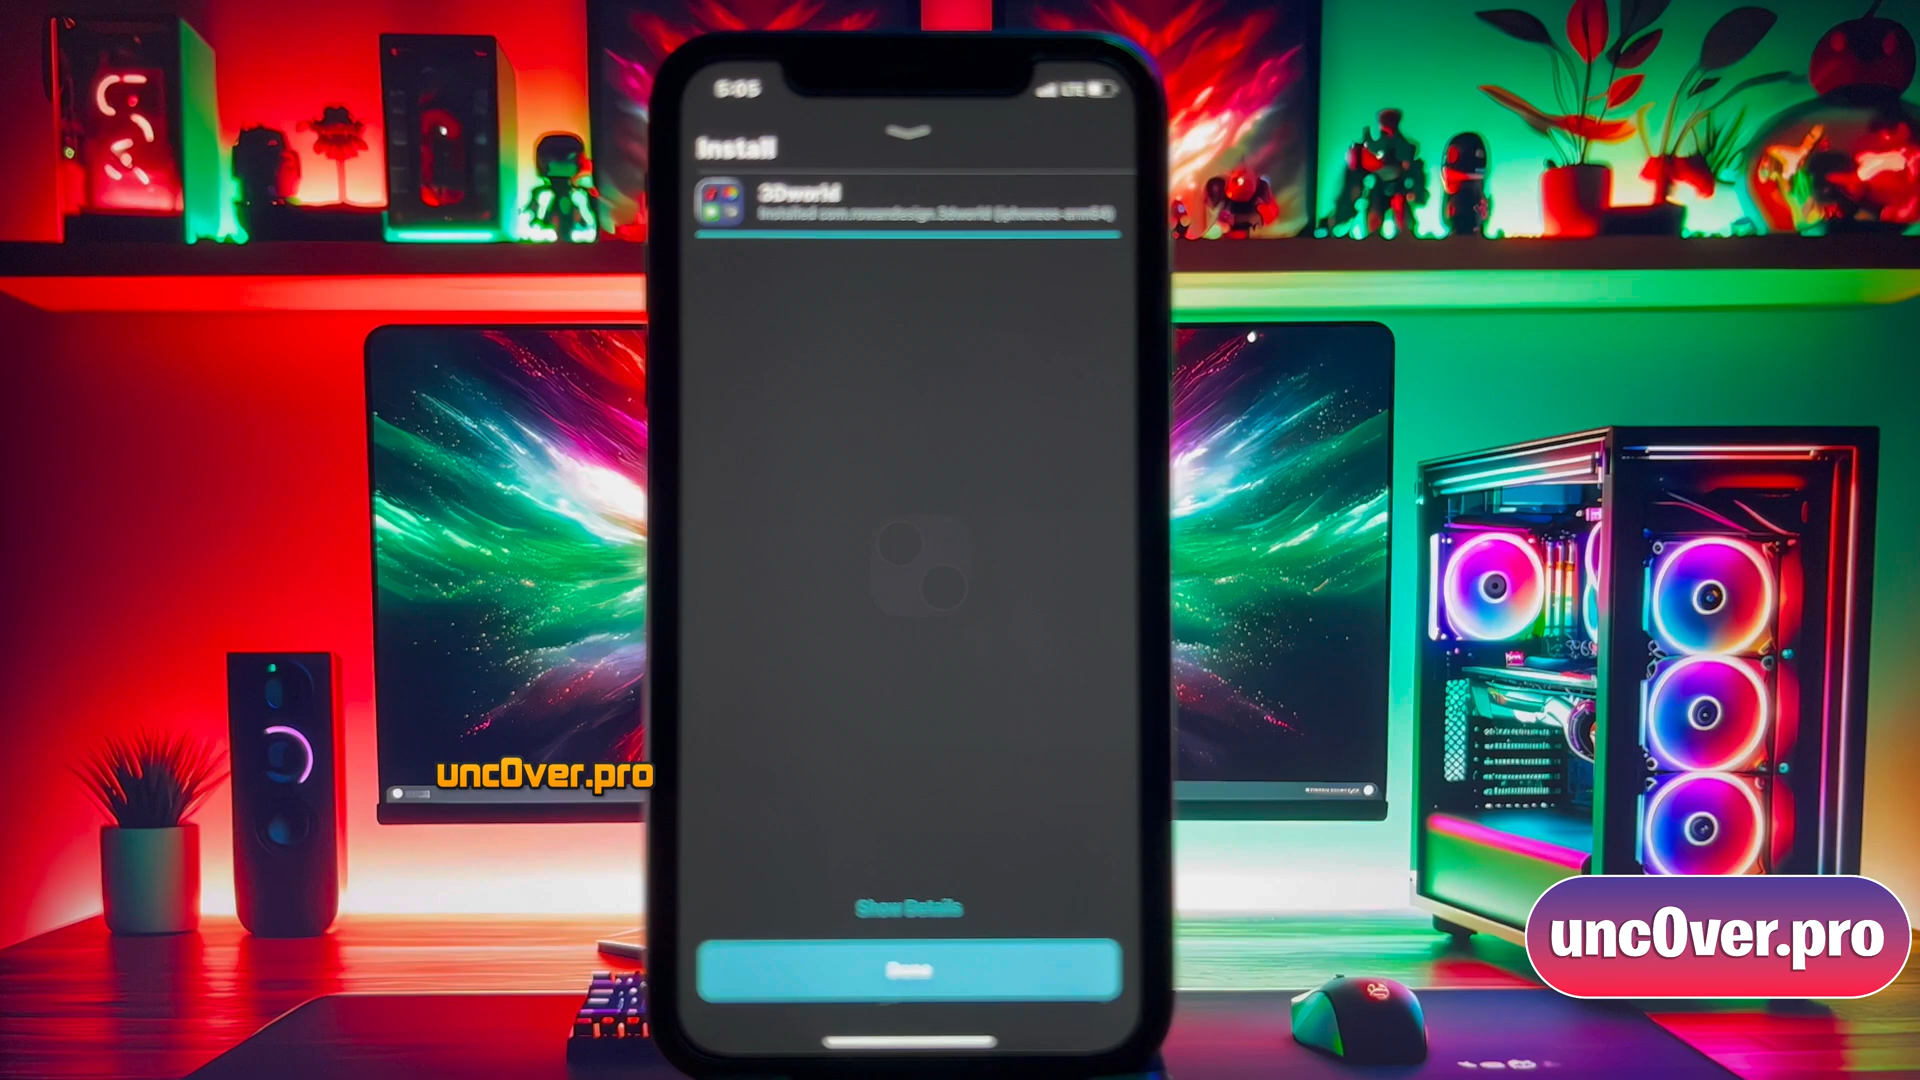 5:05
LTE
Install
3Dworld
Installed com.rowandesign.3dworld (iphoneos-arm64)
unc0ver.pro
Show Details
Done
unc0ver.pro